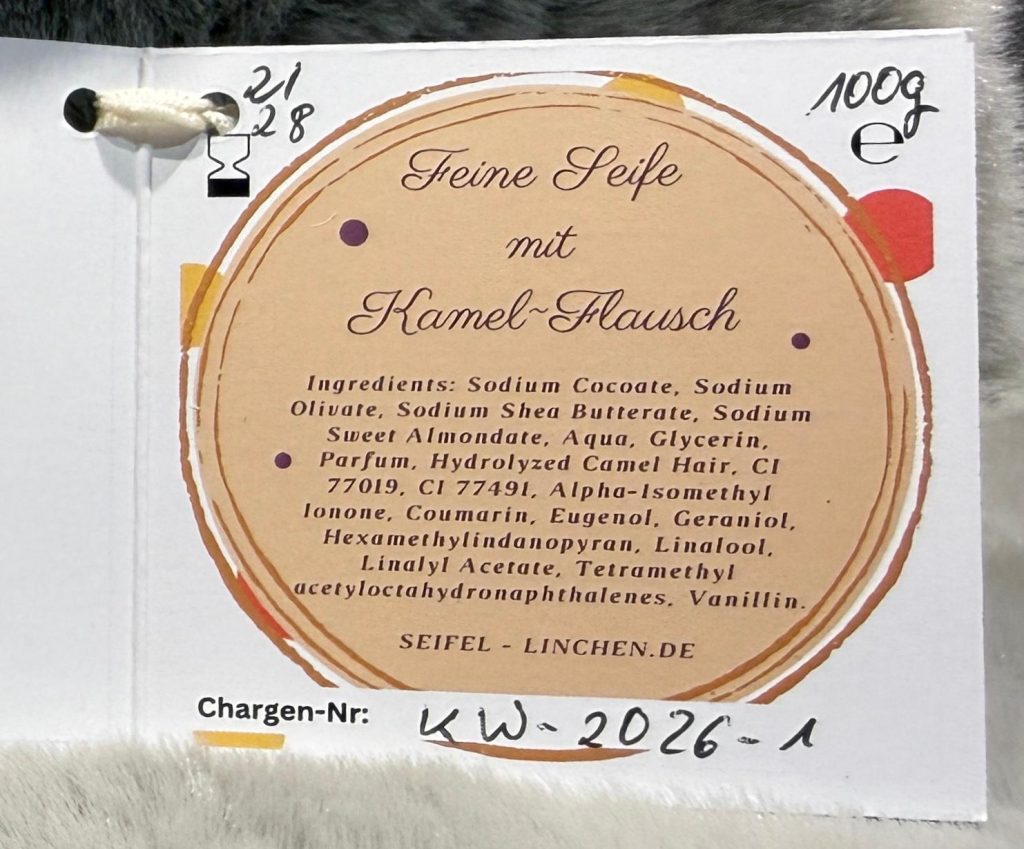 21
28
100g
℮
Feine Seife
mit
Kamel~Flausch
Ingredients: Sodium Cocoate, Sodium
Olivate, Sodium Shea Butterate, Sodium
Sweet Almondate, Aqua, Glycerin,
Parfum, Hydrolyzed Camel Hair, CI
77019, CI 77491, Alpha-Isomethyl
Ionone, Coumarin, Eugenol, Geraniol,
Hexamethylindanopyran, Linalool,
Linalyl Acetate, Tetramethyl
acetyloctahydronaphthalenes, Vanillin.
SEIFEL - LINCHEN.DE
Chargen-Nr: KW-2026-1